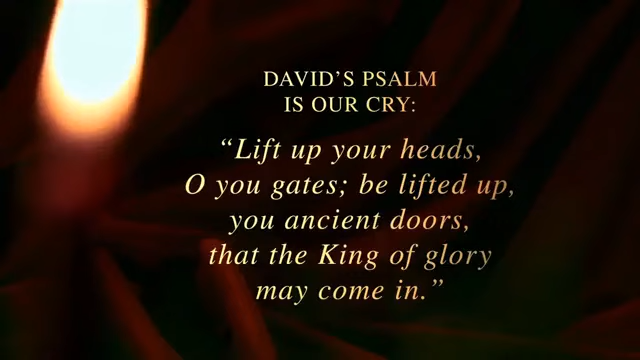 DAVID’S PSALM
IS OUR CRY:
“Lift up your heads,
O you gates; be lifted up,
you ancient doors,
that the King of glory
may come in.”